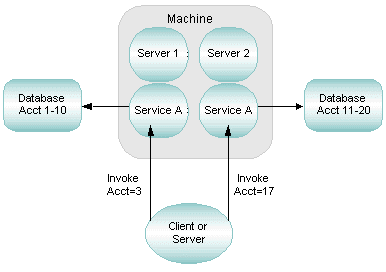 Machine
Server 1
Server 2
Database
Acct 1-10
Service A
Service A
Database
Acct 11-20
Invoke
Acct=3
Invoke
Acct=17
Client or
Server